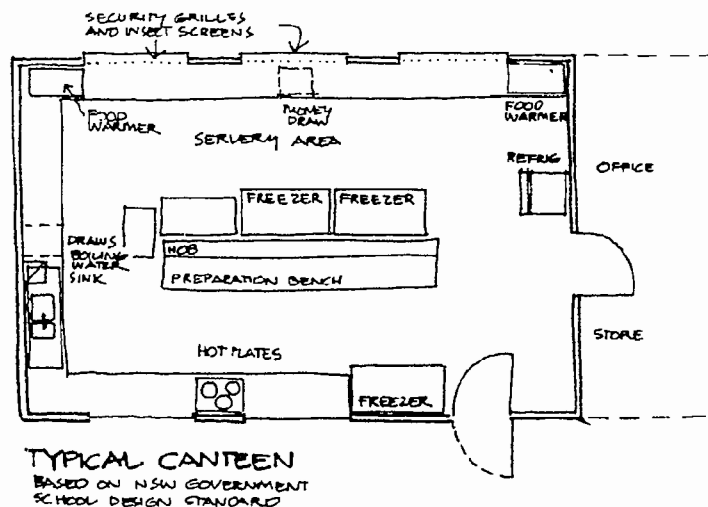 SECURITY GRILLES
AND INSECT SCREENS
FOOD
WARMER
MONEY
DRAW
FOOD
WARMER
SERVERY AREA
REFRIG
OFFICE
FREEZER
FREEZER
DRAWS
BOILING
WATER
SINK
HOB
PREPARATION BENCH
STORE
HOT PLATES
FREEZER
TYPICAL CANTEEN
BASED ON NSW GOVERNMENT
SCHOOL DESIGN STANDARD